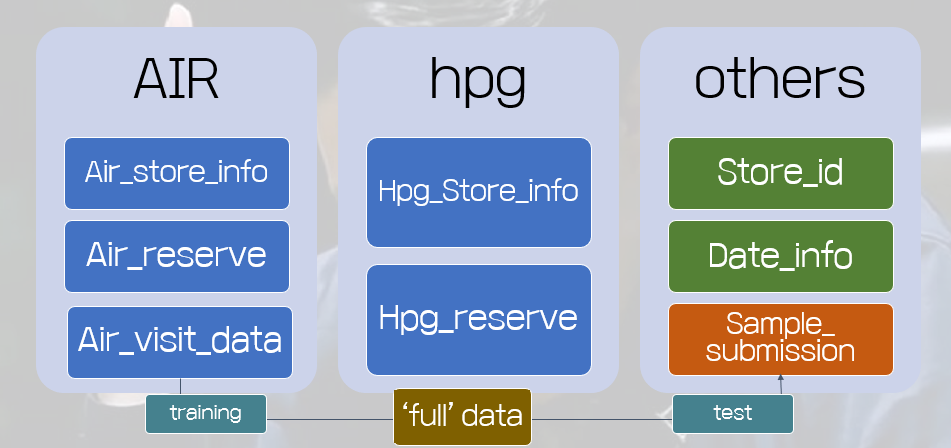 AIR
Air_store_info
Air_reserve
Air_visit_data
training
hpg
Hpg_Store_info
Hpg_reserve
‘full’ data
others
Store_id
Date_info
Sample_
submission
test